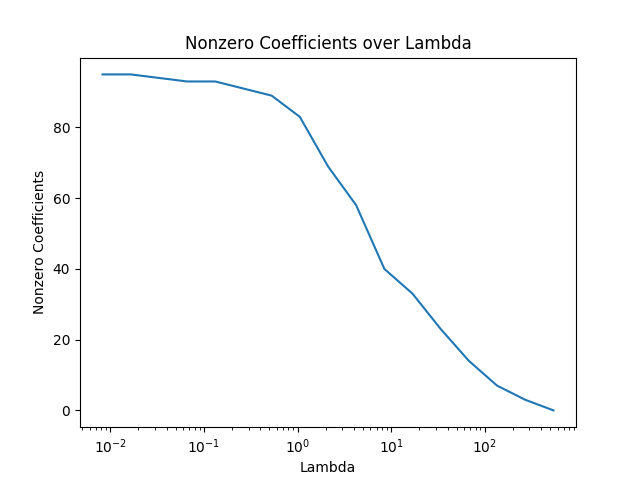 Nonzero Coefficients over Lambda
Nonzero Coefficients
80
60
40
20
0
10⁻² 10⁻¹ 10⁰ 10¹ 10²
Lambda